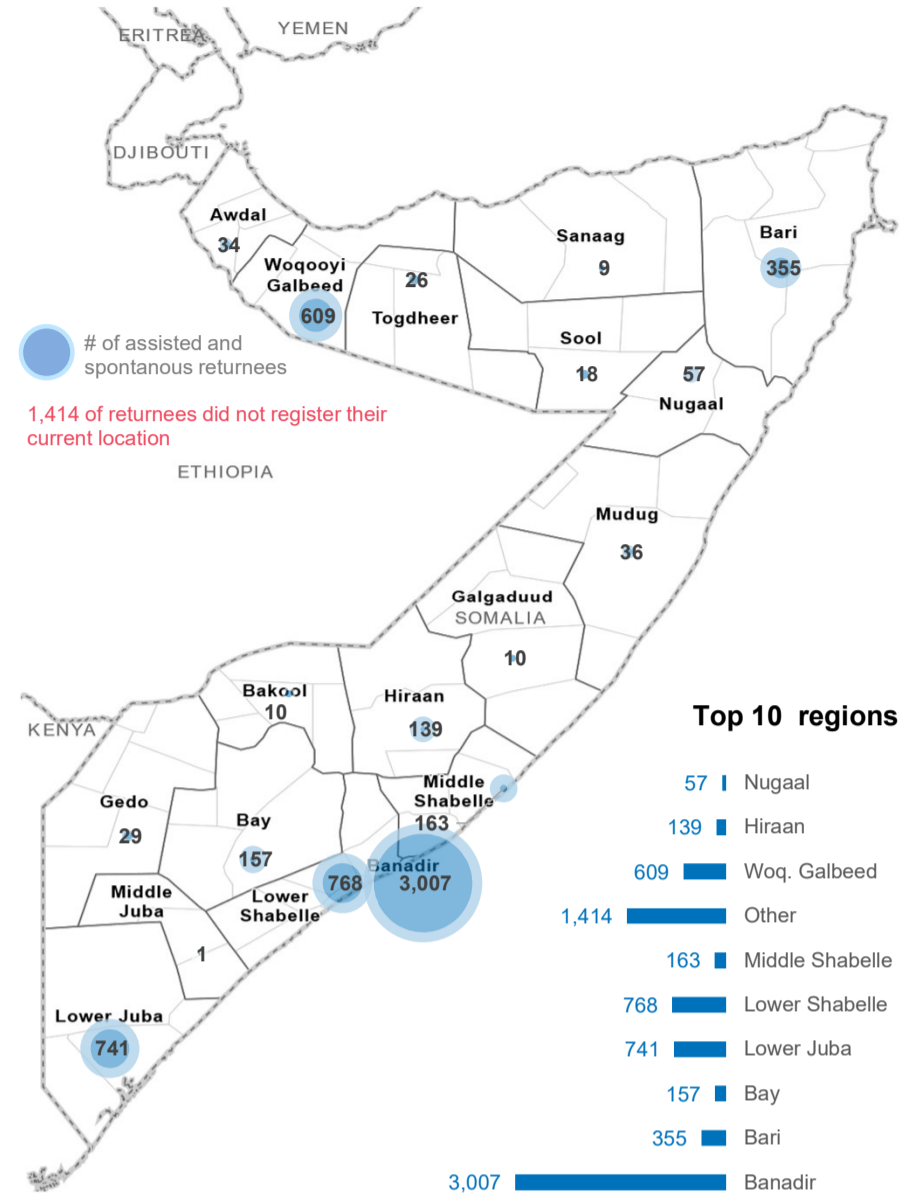 ERITREA
YEMEN
DJIBOUTI
Awdal
34
Woqooyi
Galbeed
609
26
Togdheer
Sanaag
9
Bari
355
Sool
18
57
Nugaal
# of assisted and
spontanous returnees
1,414 of returnees did not register their
current location
ETHIOPIA
Mudug
36
Galgaduud
SOMALIA
10
Bakool
10
Hiraan
139
KENYA
Gedo
29
Bay
157
Middle
Shabelle
163
Banadir
3,007
768
Lower
Shabelle
Middle
Juba
1
Lower Juba
741
Top 10 regions
57 Nugaal
139 Hiraan
609 Woq. Galbeed
1,414 Other
163 Middle Shabelle
768 Lower Shabelle
741 Lower Juba
157 Bay
355 Bari
3,007 Banadir